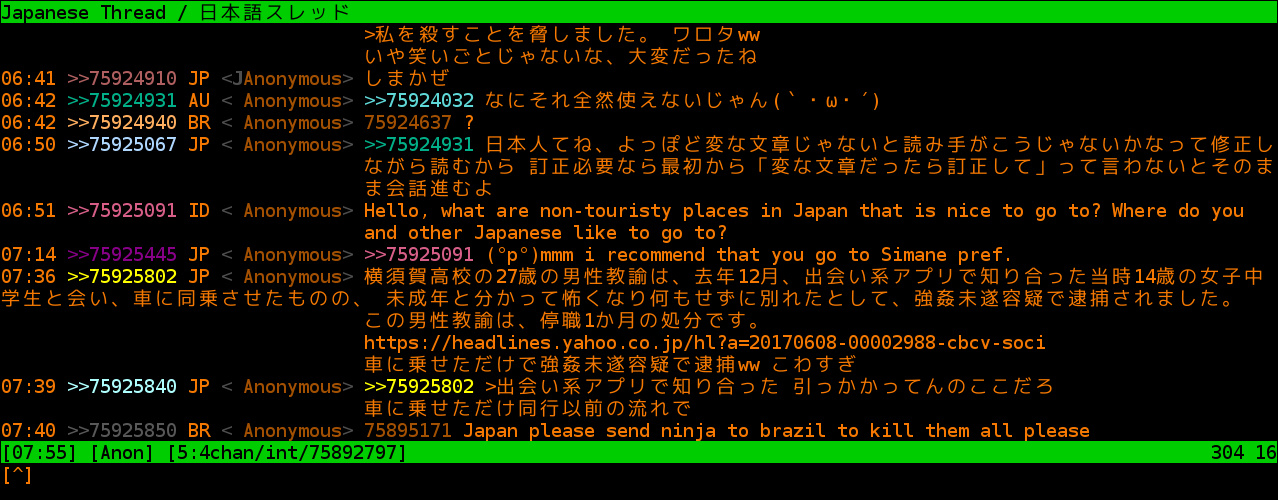 Japanese Thread / 日本語スレッド
>私を殺すことを脅しました。 ワロタww
いや笑いごとじゃないな、大変だったね
06:41 >>75924910 JP <JAnonymous> しまかぜ
06:42 >>75924931 AU < Anonymous> >>75924032 なにそれ全然使えないじゃん(｀・ω・´)
06:42 >>75924940 BR < Anonymous> 75924637 ?
06:50 >>75925067 JP < Anonymous> >>75924931 日本人てね、よっぽど変な文章じゃないと読み手がこうじゃないかなって修正し
ながら読むから 訂正必要なら最初から「変な文章だったら訂正して」って言わないとそのま
ま会話進むよ
06:51 >>75925091 ID < Anonymous> Hello, what are non-touristy places in Japan that is nice to go to? Where do you
and other Japanese like to go to?
07:14 >>75925445 JP < Anonymous> >>75925091 (°p°)mmm i recommend that you go to Simane pref.
07:36 >>75925802 JP < Anonymous> 横須賀高校の27歳の男性教諭は、去年12月、出会い系アプリで知り合った当時14歳の女子中
学生と会い、車に同乗させたものの、 未成年と分かって怖くなり何もせずに別れたとして、強姦未遂容疑で逮捕されました。
この男性教諭は、停職1か月の処分です。
https://headlines.yahoo.co.jp/hl?a=20170608-00002988-cbcv-soci
車に乗せただけで強姦未遂容疑で逮捕ww こわすぎ
07:39 >>75925840 JP < Anonymous> >>75925802 >出会い系アプリで知り合った 引っかかってんのここだろ
車に乗せただけ同行以前の流れで
07:40 >>75925850 BR < Anonymous> 75895171 Japan please send ninja to brazil to kill them all please
[07:55] [Anon] [5:4chan/int/75892797] 304 16
[^]